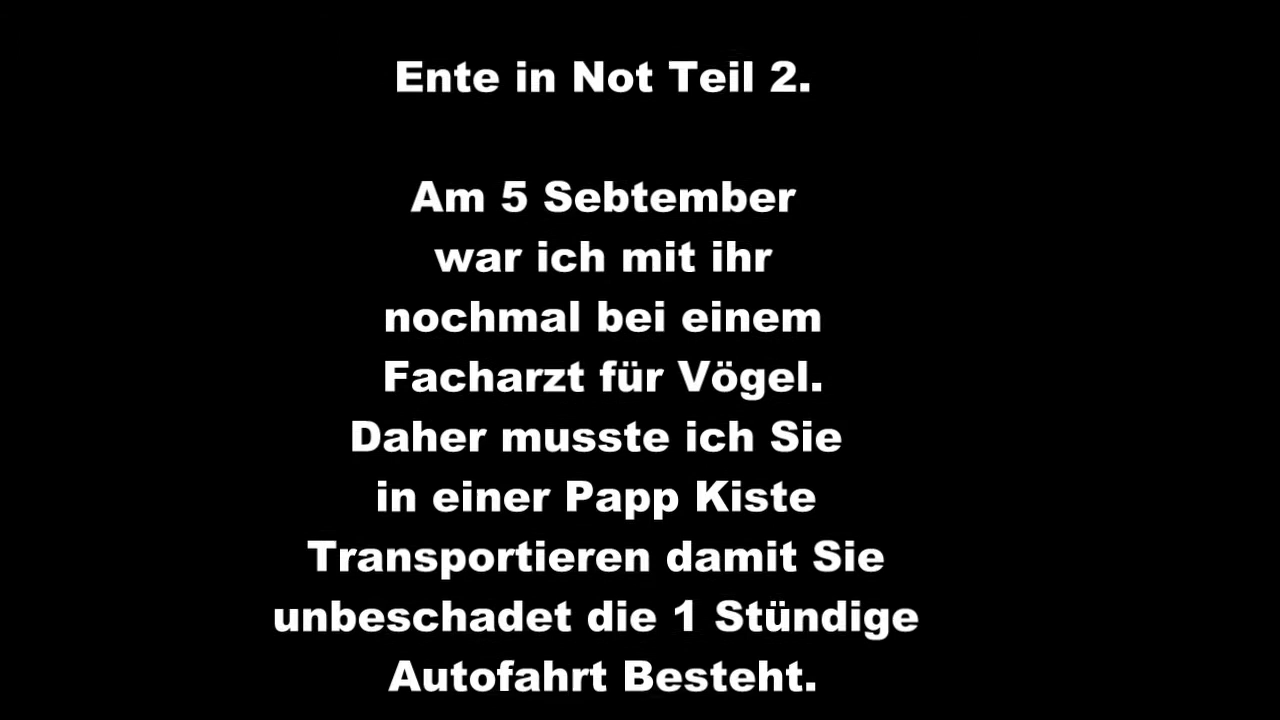 Ente in Not Teil 2.
Am 5 Sebtember
war ich mit ihr
nochmal bei einem
Facharzt für Vögel.
Daher musste ich Sie
in einer Papp Kiste
Transportieren damit Sie
unbeschadet die 1 Stündige
Autofahrt Besteht.